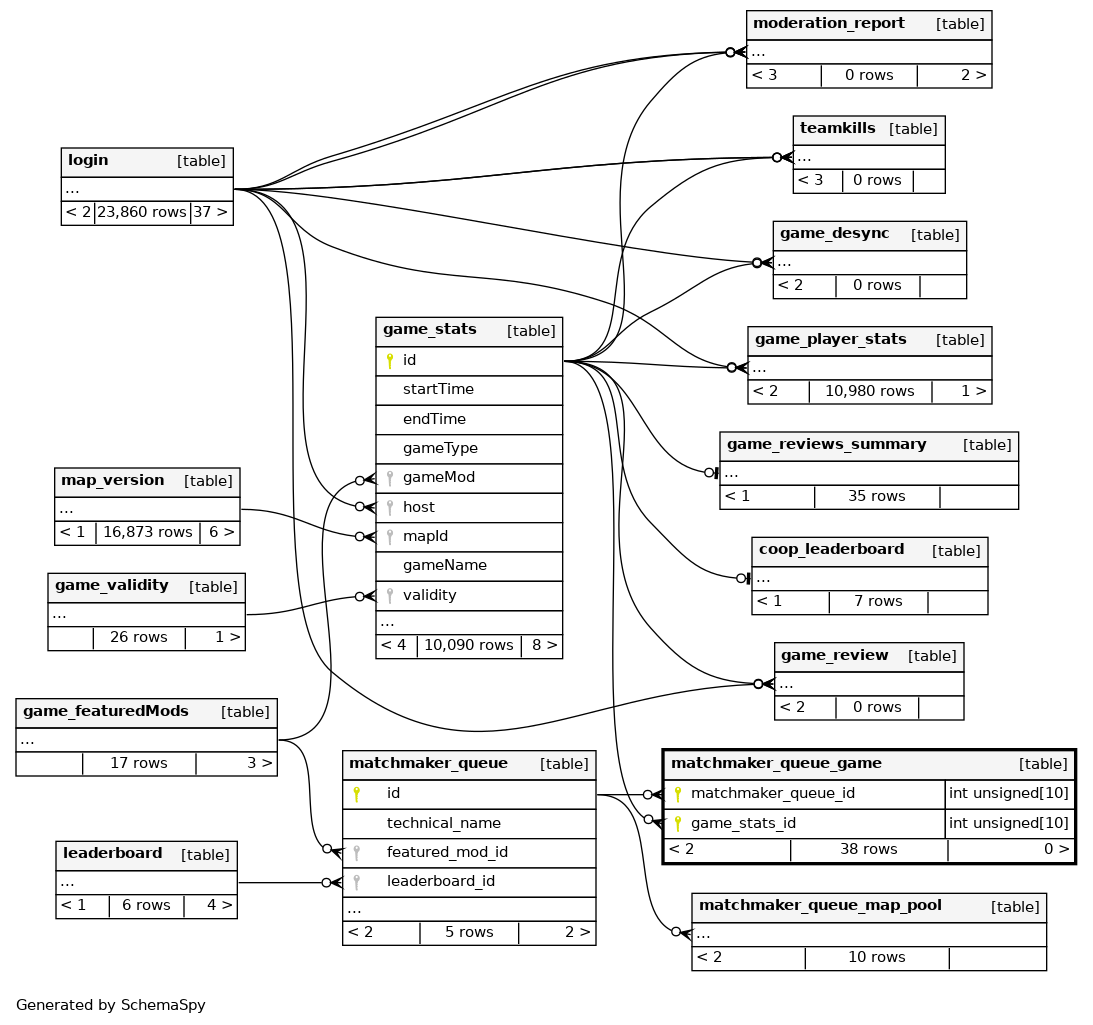 moderation_report [table]
...
< 3 0 rows 2 >
teamkills [table]
...
< 3 0 rows
login [table]
...
< 2 23,860 rows 37 >
game_desync [table]
...
< 2 0 rows
game_stats [table]
id
startTime
endTime
gameType
gameMod
host
mapId
gameName
validity
...
< 4 10,090 rows 8 >
game_player_stats [table]
...
< 2 10,980 rows 1 >
game_reviews_summary [table]
...
< 1 35 rows
map_version [table]
...
< 1 16,873 rows 6 >
coop_leaderboard [table]
...
< 1 7 rows
game_validity [table]
...
26 rows 1 >
game_review [table]
...
< 2 0 rows
game_featuredMods [table]
...
17 rows 3 >
matchmaker_queue [table]
id
technical_name
featured_mod_id
leaderboard_id
...
< 2 5 rows 2 >
matchmaker_queue_game [table]
matchmaker_queue_id int unsigned[10]
game_stats_id int unsigned[10]
< 2 38 rows 0 >
leaderboard [table]
...
< 1 6 rows 4 >
matchmaker_queue_map_pool [table]
...
< 2 10 rows
Generated by SchemaSpy